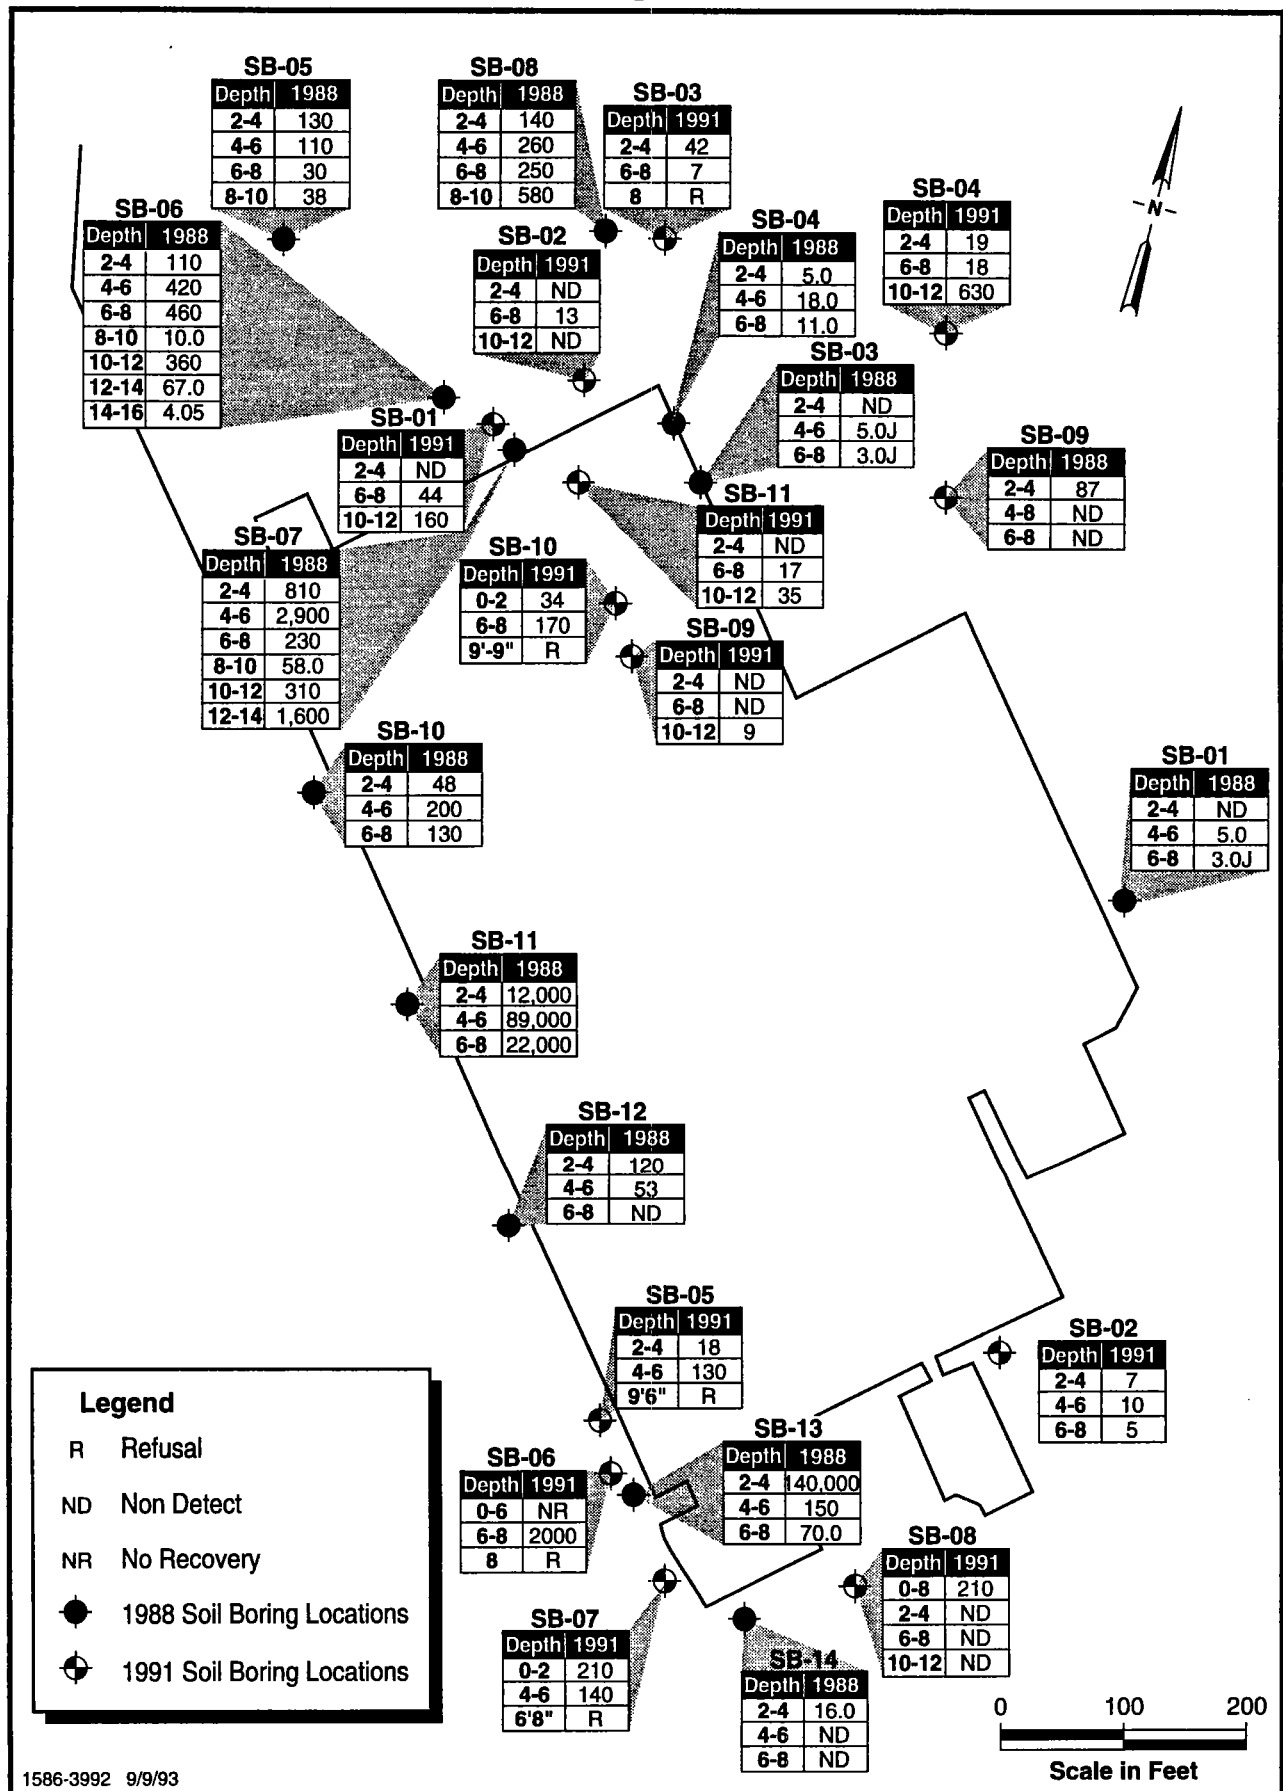 SB-05
Depth 1988
2-4 130
4-6 110
6-8 30
8-10 38
SB-08
Depth 1988
2-4 140
4-6 260
6-8 250
8-10 580
SB-03
Depth 1991
2-4 42
6-8 7
8 R
SB-04
Depth 1991
2-4 19
6-8 18
10-12 630
N
SB-06
Depth 1988
2-4 110
4-6 420
6-8 460
8-10 10.0
10-12 360
12-14 67.0
14-16 4.05
SB-02
Depth 1991
2-4 ND
6-8 13
10-12 ND
SB-04
Depth 1988
2-4 5.0
4-6 18.0
6-8 11.0
SB-03
Depth 1988
2-4 ND
4-6 5.0J
6-8 3.0J
SB-01
Depth 1991
2-4 ND
6-8 44
10-12 160
SB-09
Depth 1988
2-4 87
4-8 ND
6-8 ND
SB-11
Depth 1991
2-4 ND
6-8 17
10-12 35
SB-07
Depth 1988
2-4 810
4-6 2,900
6-8 230
8-10 58.0
10-12 310
12-14 1,600
SB-10
Depth 1991
0-2 34
6-8 170
9'-9" R
SB-09
Depth 1991
2-4 ND
6-8 ND
10-12 9
SB-10
Depth 1988
2-4 48
4-6 200
6-8 130
SB-01
Depth 1988
2-4 ND
4-6 5.0
6-8 3.0J
SB-11
Depth 1988
2-4 12,000
4-6 89,000
6-8 22,000
SB-12
Depth 1988
2-4 120
4-6 53
6-8 ND
SB-05
Depth 1991
2-4 18
4-6 130
9'6" R
SB-02
Depth 1991
2-4 7
4-6 10
6-8 5
SB-13
Depth 1988
2-4 140,000
4-6 150
6-8 70.0
SB-06
Depth 1991
0-6 NR
6-8 2000
8 R
SB-08
Depth 1991
0-8 210
2-4 ND
6-8 ND
10-12 ND
SB-07
Depth 1991
0-2 210
4-6 140
6'8" R
SB-14
Depth 1988
2-4 16.0
4-6 ND
6-8 ND
Legend
R Refusal
ND Non Detect
NR No Recovery
1988 Soil Boring Locations
1991 Soil Boring Locations
0 100 200
Scale in Feet
1586-3992 9/9/93